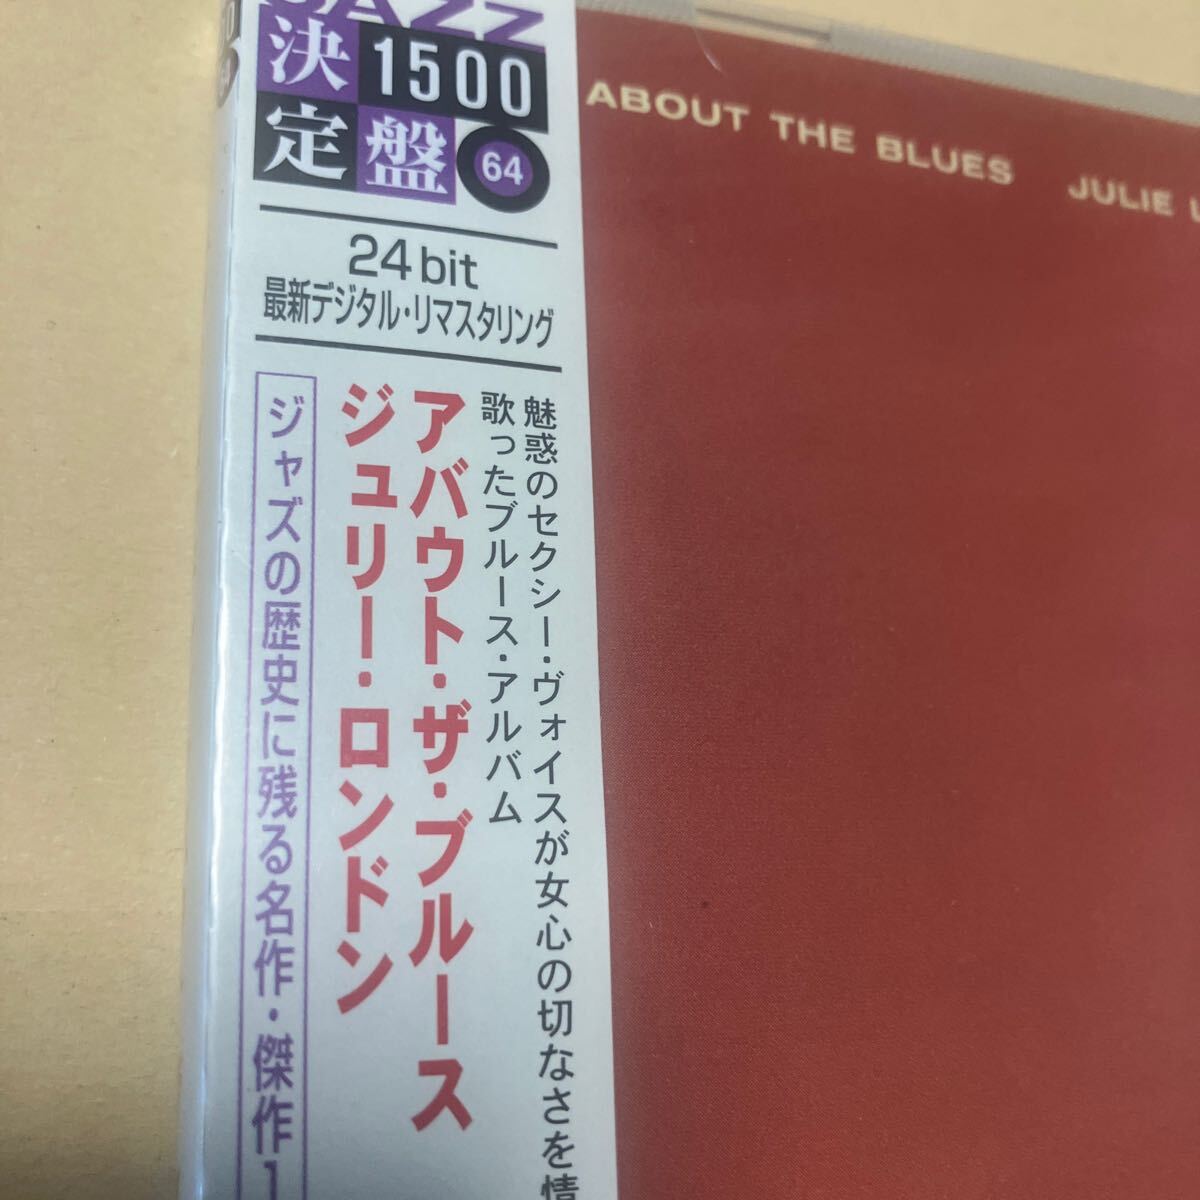 JAZZ
決定盤
1500
64
24bit
最新デジタル・リマスタリング
魅惑のセクシー・ヴォイスが女心の切なさを情
歌ったブルース・アルバム
アバウト・ザ・ブルース
ジュリー・ロンドン
ジャズの歴史に残る名作・傑作1
ABOUT THE BLUES JULIE